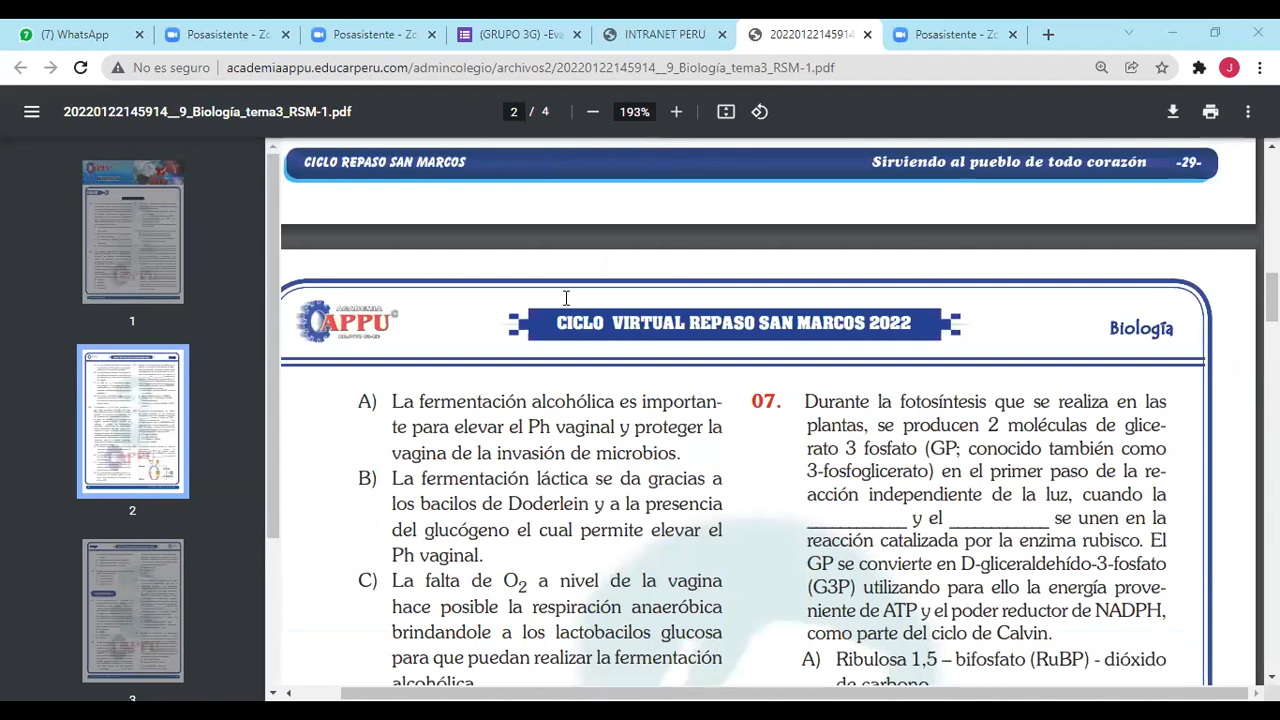 (7) WhatsApp
Posasistente - Zo
Posasistente - Zo
(GRUPO 3G) -Eva
INTRANET PERU
20220122145914
Posasistente - Zo
No es seguro
academiaappu.educarperu.com/admincolegio/archivos2/20220122145914__9_Biología_tema3_RSM-1.pdf
J
20220122145914__9_Biología_tema3_RSM-1.pdf
2 / 4
193%
1
2
3
CICLO REPASO SAN MARCOS
Sirviendo al pueblo de todo corazón -29-
ACADEMIA
APPU
CICLO VIRTUAL REPASO SAN MARCOS 2022
Biología
A) La fermentación alcohólica es importan-
te para elevar el Ph vaginal y proteger la
vagina de la invasión de microbios.
B) La fermentación láctica se da gracias a
los bacilos de Doderlein y a la presencia
del glucógeno el cual permite elevar el
Ph vaginal.
C) La falta de O2 a nivel de la vagina
hace posible la respiración anaeróbica
brindandole a los lactobacilos glucosa
para que puedan realizar la fermentación
alcohólica.
07. Durante la fotosíntesis que se realiza en las
plantas, se producen 2 moléculas de glice-
rato 3 fosfato (GP; conocido también como
3-fosfoglicerato) en el primer paso de la re-
acción independiente de la luz, cuando la
____________ y el ____________ se unen en la
reacción catalizada por la enzima rubisco. El
GP se convierte en D-gliceraldehído-3-fosfato
(G3P) utilizando para ello la energía prove-
niente de ATP y el poder reductor de NADPH,
como parte del ciclo de Calvin.
A) Ribulosa 1,5 – bifosfato (RuBP) - dióxido
de carbono